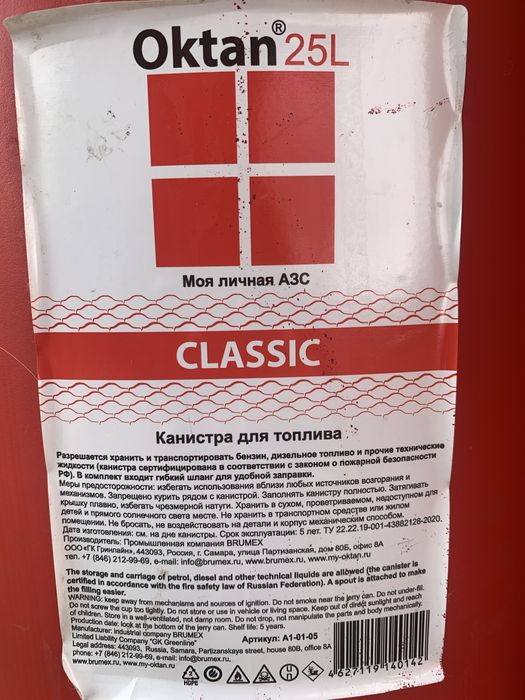 Oktan® 25L
Моя личная АЗС
CLASSIC
Канистра для топлива
Разрешается хранить и транспортировать бензин, дизельное топливо и прочие технические
жидкости (канистра сертифицирована в соответствии с законом о пожарной безопасности
РФ). В комплект входит гибкий шланг для удобной заправки.
Меры предосторожности: избегать использования вблизи любых источников возгорания и
механизмов. Запрещено курить рядом с канистрой. Заполнять канистру полностью. Затягивать
крышку плавно, избегать чрезмерной натуги. Хранить в сухом, проветриваемом, недоступном для
детей и прямого солнечного света месте. Не хранить в транспортном средстве или жилом
помещении. Не бросать, не воздействовать на детали и корпус механическим способом.
Дата изготовления: см. на дне канистры. Срок эксплуатации: 5 лет. ТУ 22.22.19-001-43882128-2020.
Производитель: Промышленная компания BRUMEX
ООО«ГК Гринлайн», 443093, Россия, г. Самара, улица Партизанская, дом 80Б, офис 8А
тел. +7 (846) 212-99-69, e-mail: info@brumex.ru, www.brumex.ru, www.my-oktan.ru
The storage and carriage of petrol, diesel and other technical liquids are allowed (the canister is
certified in accordance with the fire safety law of Russian Federation). A spout is attached to make
the filling easier.
WARNING: keep away from mechanisms and sources of ignition. Do not smoke near the jerry can. Do not under-fill.
Do not screw the cup too tightly. Do not store or use in vehicle or living space. Keep out of direkt sunlight and reach
of children. Store in a well-ventilated, not damp room. Do not drop, not manipulate the parts and body mechanically.
Production date: look at the bottom of the jerry can. Shelf life: 5 years.
Manufacturer: industrial company BRUMEX
Limited Liability Company "GK Greenline"
Legal address: 443093, Russia, Samara, Partizanskaya street, house 80B, office 8A
phone: +7 (846) 212-99-69, e-mail: info@brumex.ru,
www.brumex.ru, www.my-oktan.ru
Артикул: А1-01-05
2
HDPE
4 627119 140142